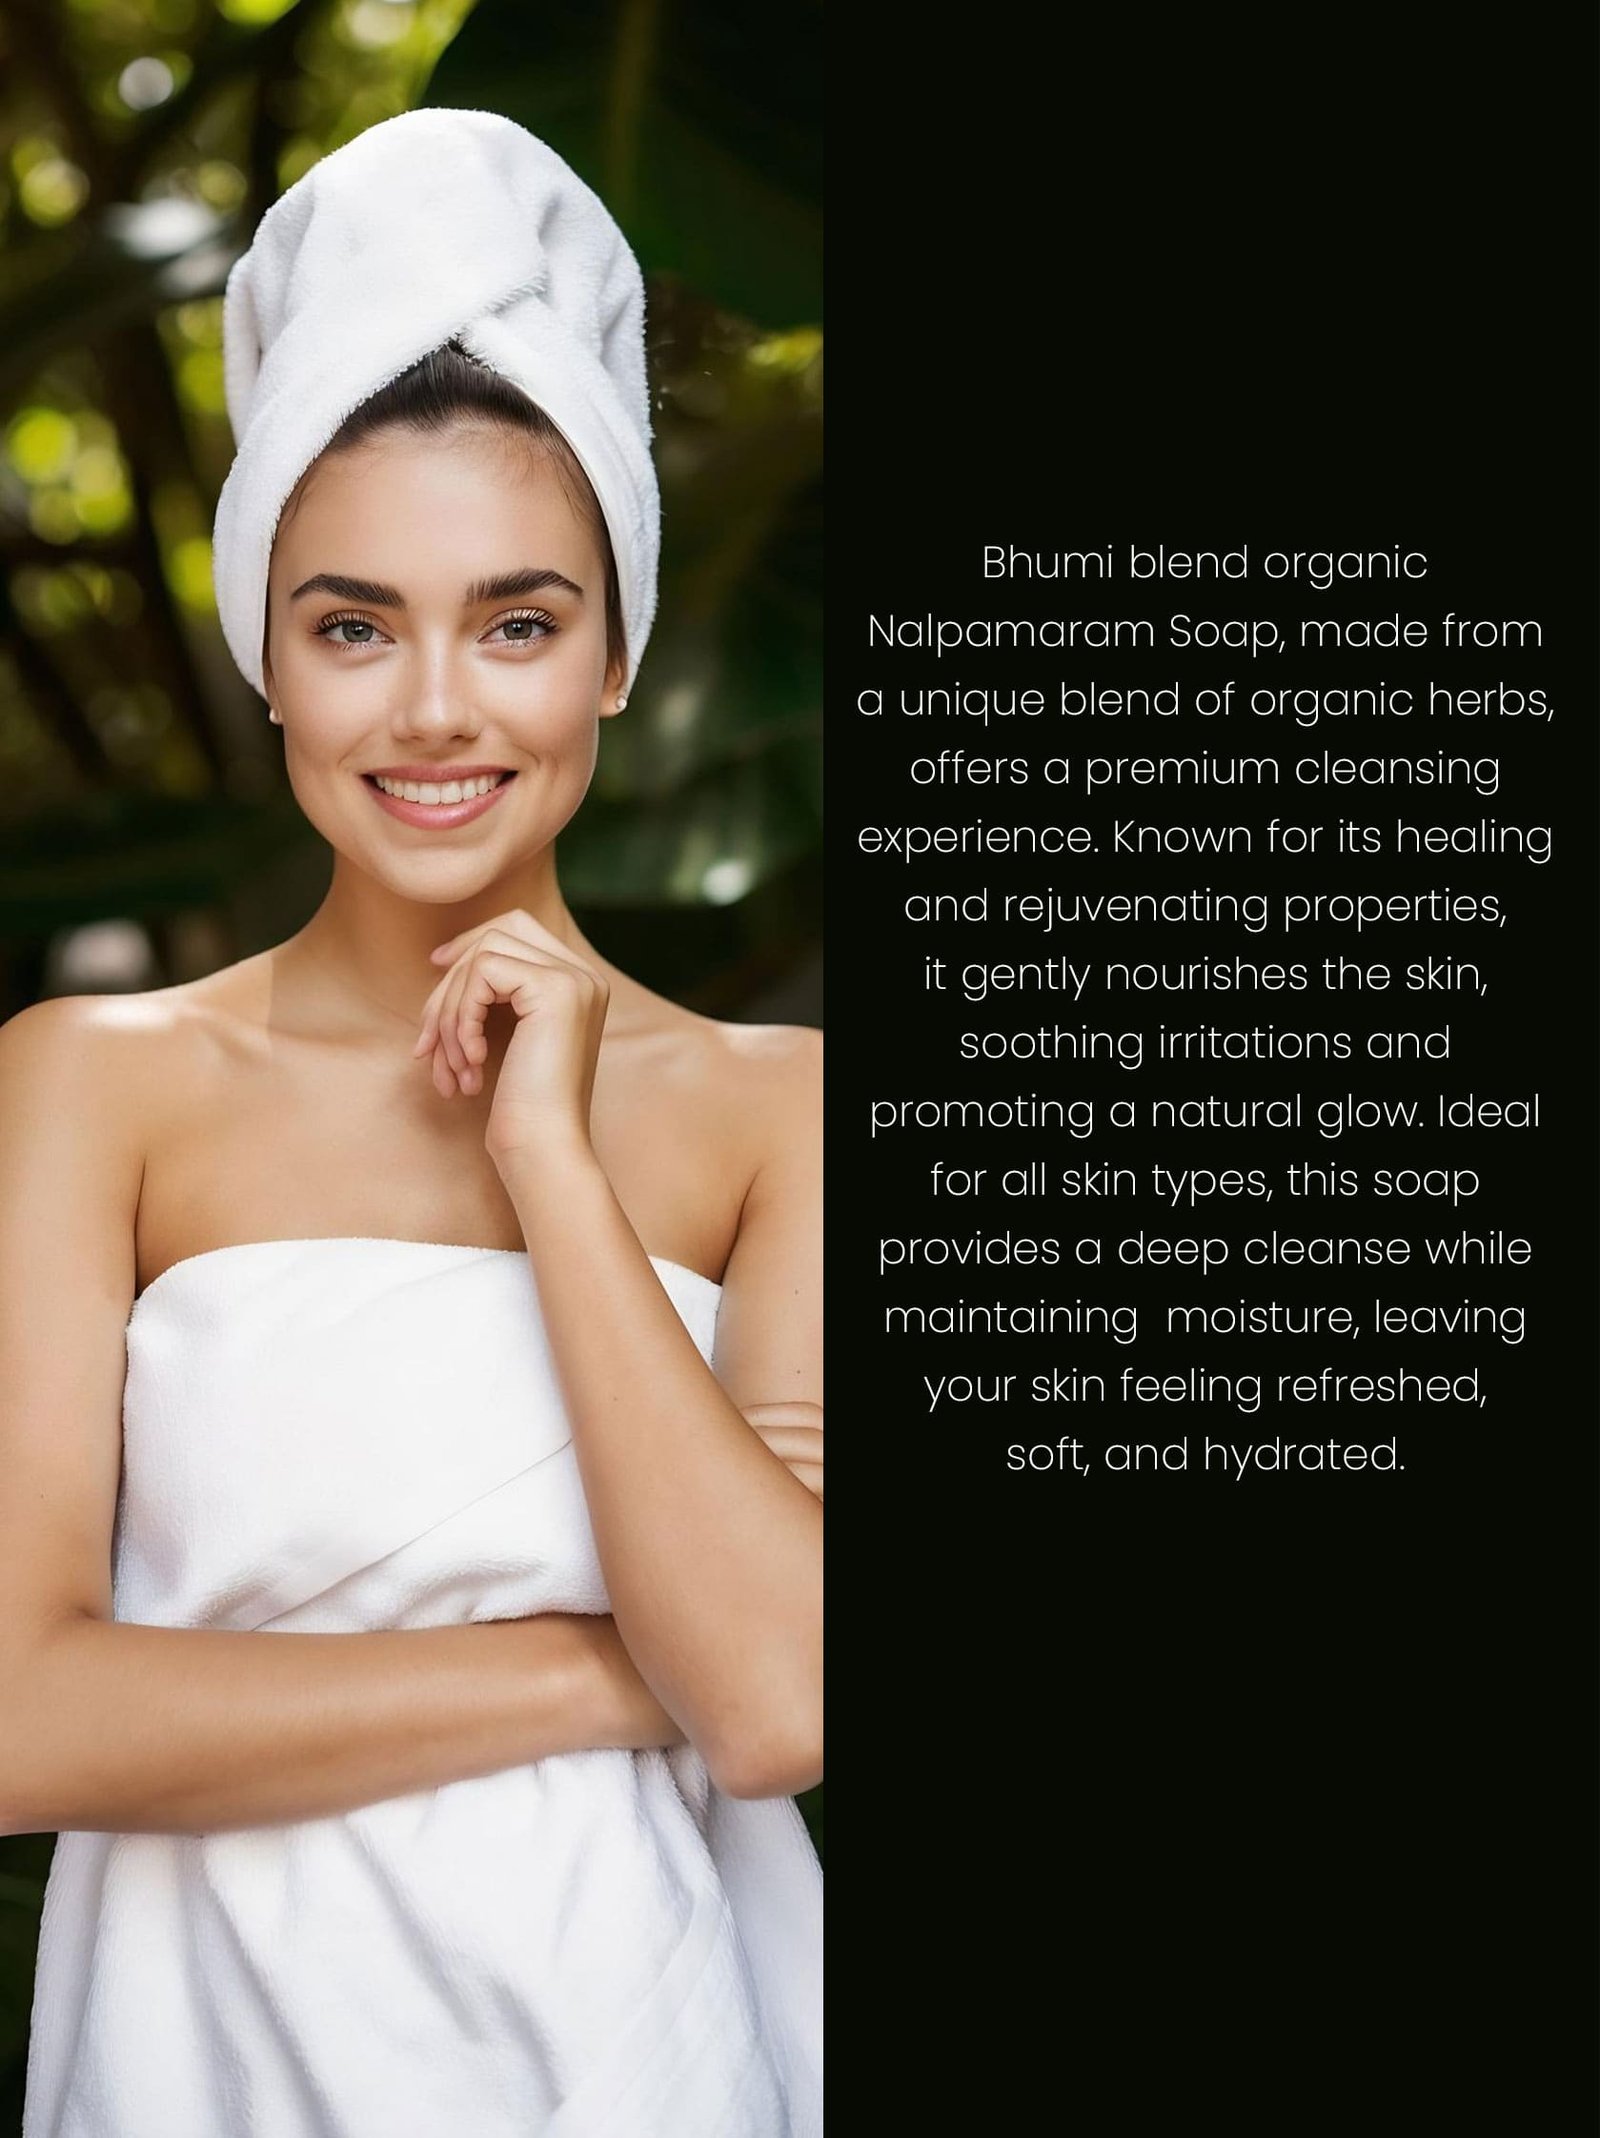 Bhumi blend organic
Nalpamaram Soap, made from
a unique blend of organic herbs,
offers a premium cleansing
experience. Known for its healing
and rejuvenating properties,
it gently nourishes the skin,
soothing irritations and
promoting a natural glow. Ideal
for all skin types, this soap
provides a deep cleanse while
maintaining  moisture, leaving
your skin feeling refreshed,
soft, and hydrated.